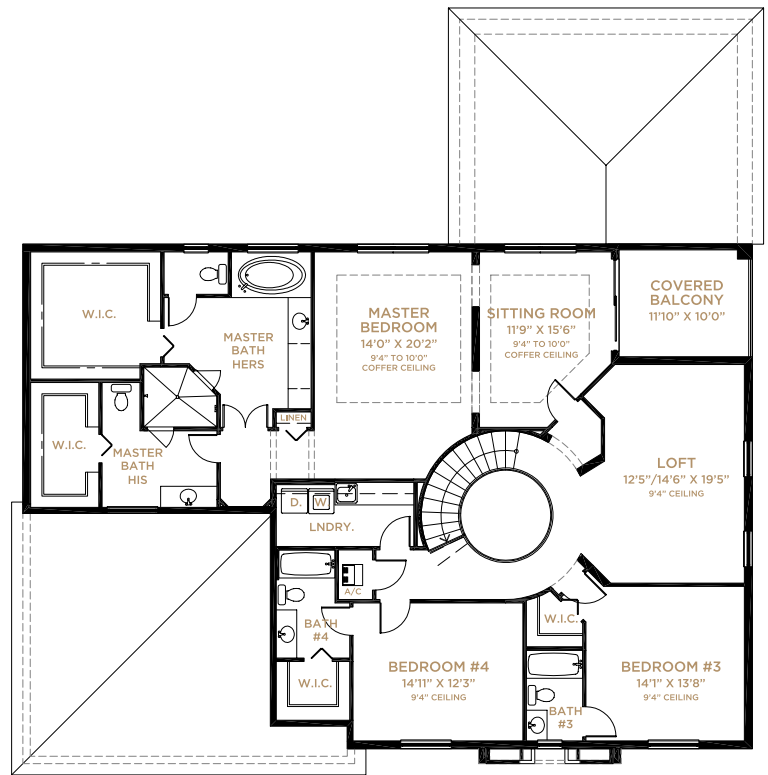 W.I.C.
MASTER
BATH
HERS
MASTER
BEDROOM
14'0" X 20'2"
9'4" TO 10'0"
COFFER CEILING
SITTING ROOM
11'9" X 15'6"
9'4" TO 10'0"
COFFER CEILING
COVERED
BALCONY
11'10" X 10'0"
W.I.C.
MASTER
BATH
HIS
LINEN
LOFT
12'5"/14'6" X 19'5"
9'4" CEILING
D.
W
LNDRY.
A/C
BATH
#4
W.I.C.
BEDROOM #4
14'11" X 12'3"
9'4" CEILING
W.I.C.
BEDROOM #3
14'1" X 13'8"
9'4" CEILING
BATH
#3